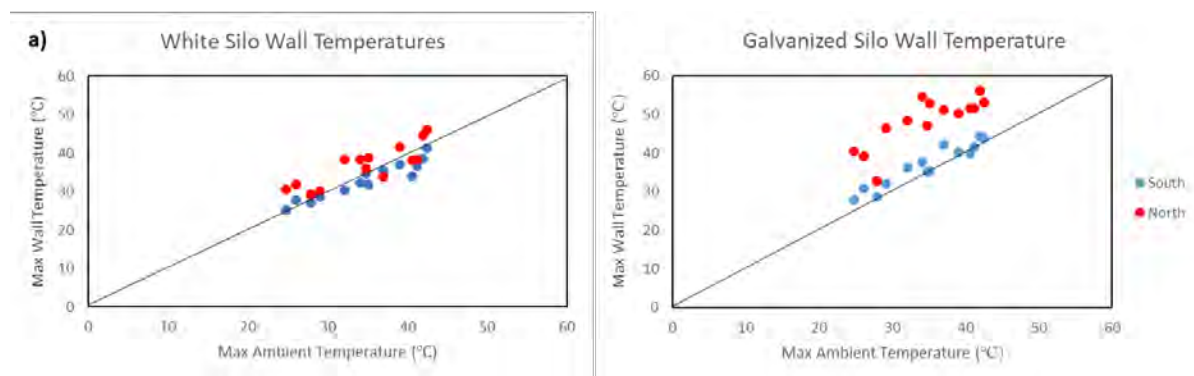 a)
White Silo Wall Temperatures
60
50
40
30
20
10
0
Max Wall Temperature (°C)
0 10 20 30 40 50 60
Max Ambient Temperature (°C)
Galvanized Silo Wall Temperature
60
50
40
30
20
10
0
Max Wall Temperature (°C)
0 10 20 30 40 50 60
Max Ambient Temperature (°C)
South
North